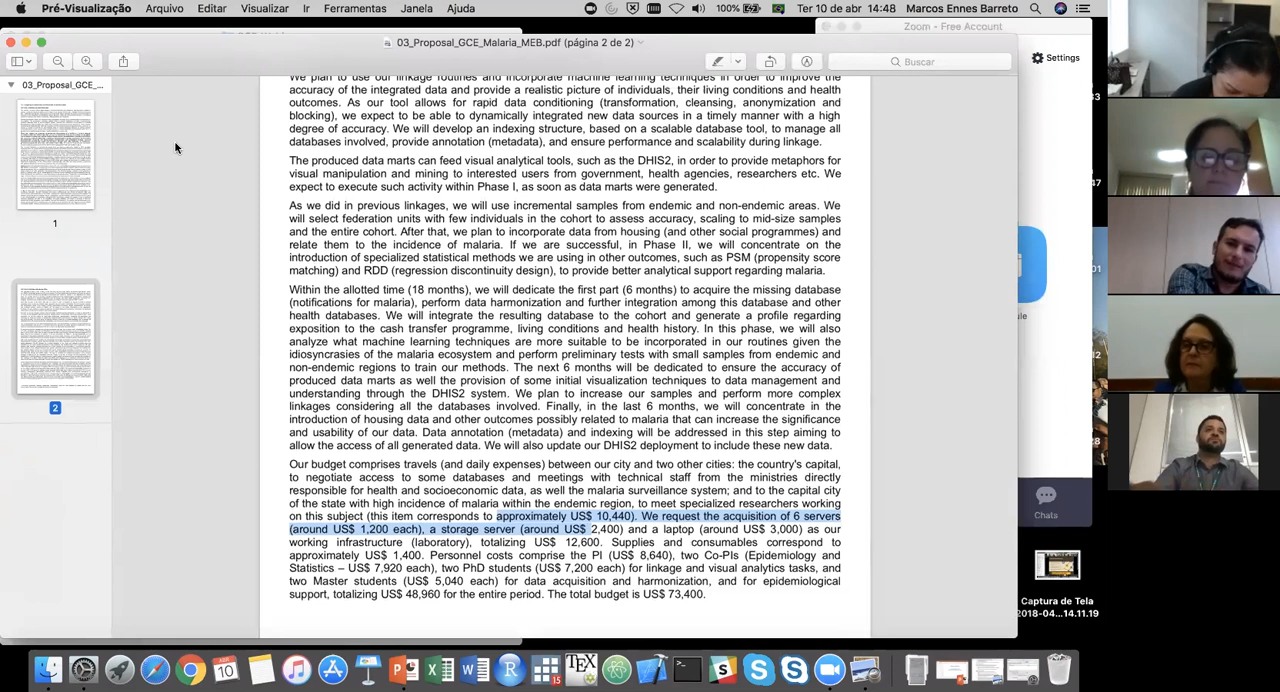 Pré-Visualização Arquivo Editar Visualizar Ir Ferramentas Janela Ajuda 100% Ter 10 de abr 14:48 Marcos Ennes Barreto
Zoom - Free Account
03_Proposal_GCE_Malaria_MEB.pdf (página 2 de 2)
Buscar
Settings
03_Proposal_GCE_...
We plan to use our linkage routines and incorporate machine learning techniques in order to improve the
accuracy of the integrated data and provide a realistic picture of individuals, their living conditions and health
outcomes. As our tool allows for online data conditioning (transformation, cleansing, anonymization and
blocking), we expect to be able to dynamically integrated new data sources in a timely manner with a high
degree of accuracy. We will develop an indexing structure, based on a scalable database tool, to manage all
databases involved, provide annotation (metadata), and ensure performance and scalability during linkage.
The produced data marts can feed several analytical tools, such as the DHIS2, in order to provide metaphors for
visual manipulation and mining to interested users from government, health agencies, researchers etc. We
expect to execute such activity within Phase I, as soon as data marts were generated.
As we did in previous linkages, we will use incremental samples from endemic and non-endemic areas. We
will select federation units with few individuals in the cohort to assess accuracy, scaling to mid-size samples
and the entire cohort. After that, we plan to incorporate data from housing (and other social programmes) and
relate them to the incidence of malaria. If we are successful, in Phase II, we will concentrate on the
introduction of specialized statistical methods we are using in other outcomes, such as PSM (propensity score
matching) and RDD (regression discontinuity design), to provide better analytical support regarding malaria.
Within the allotted time (18 months), we will dedicate the first part (6 months) to acquire the missing database
(notifications for malaria), perform data harmonization and further integration among this database and other
health databases. We will integrate the resulting database to the cohort and generate a profile regarding
exposition to the cash transfer programme, living conditions and health history. In this phase, we will also
analyze what machine learning techniques are more suitable to be incorporated in our routines given the
idiosyncrasies of the malaria ecosystem and perform preliminary tests with small samples from endemic and
non-endemic regions to train our methods. The next 6 months will be dedicated to ensure the accuracy of
produced data marts as well the provision of some initial visualization techniques to data management and
understanding through the DHIS2 system. We plan to increase our samples and perform more complex
linkages considering all the databases involved. Finally, in the last 6 months, we will concentrate in the
introduction of housing data and other outcomes possibly related to malaria that can increase the significance
and usability of our data. Data annotation (metadata) and indexing will be addressed in this step aiming to
allow the access of all generated data. We will also update our DHIS2 deployment to include these new data.
Our budget comprises travels (and daily expenses) between our city and two other cities: the country's capital,
to negotiate access to some databases and meetings with technical staff from the ministries directly
responsible for health and socioeconomic data, as well the malaria surveillance system; and to the capital city
of the state with high incidence of malaria within the endemic region, to meet specialized researchers working
on this subject (this item corresponds to approximately US$ 10,440). We request the acquisition of 6 servers
(around US$ 1,200 each), a storage server (around US$ 2,400) and a laptop (around US$ 3,000) as our
working infrastructure (laboratory), totalizing US$ 12,600. Supplies and consumables correspond to
approximately US$ 1,400. Personnel costs comprise the PI (US$ 8,640), two Co-PIs (Epidemiology and
Statistics – US$ 7,920 each), two PhD students (US$ 7,200 each) for linkage and visual analytics tasks, and
two Master students (US$ 5,040 each) for data acquisition and harmonization, and for epidemiological
support, totalizing US$ 48,960 for the entire period. The total budget is US$ 73,400.
1
2
Chats
Captura de Tela
2018-04....14.11.19